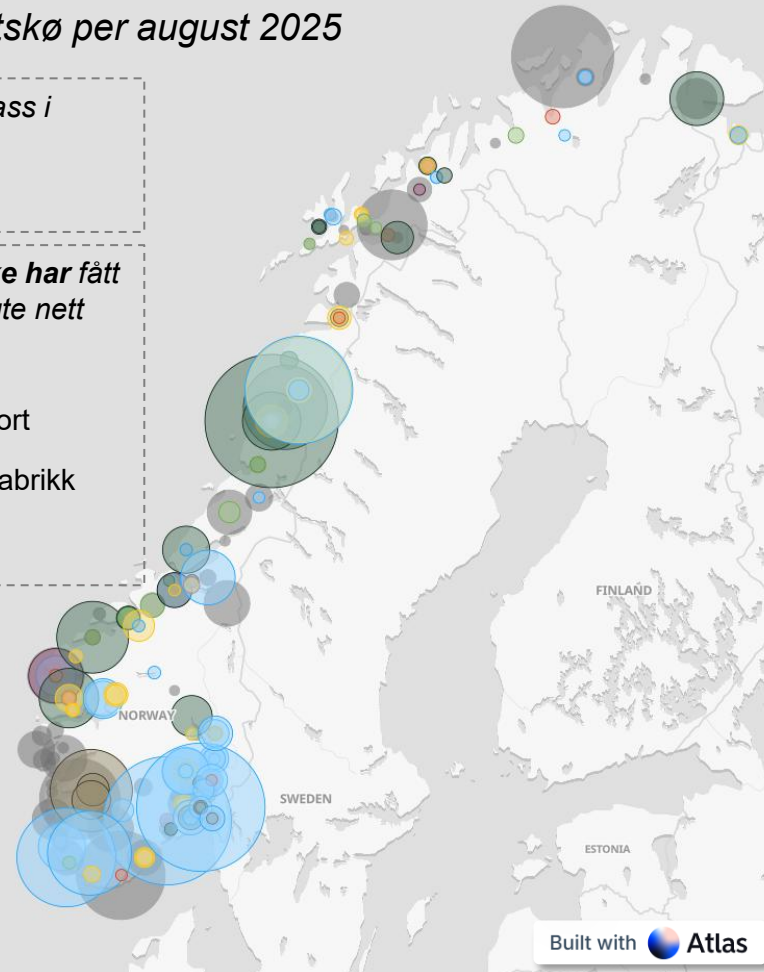 tskø per august 2025
ass i
e har fått
te nett
ort
abrikk
FINLAND
NORWAY
SWEDEN
ESTONIA
Built with Atlas